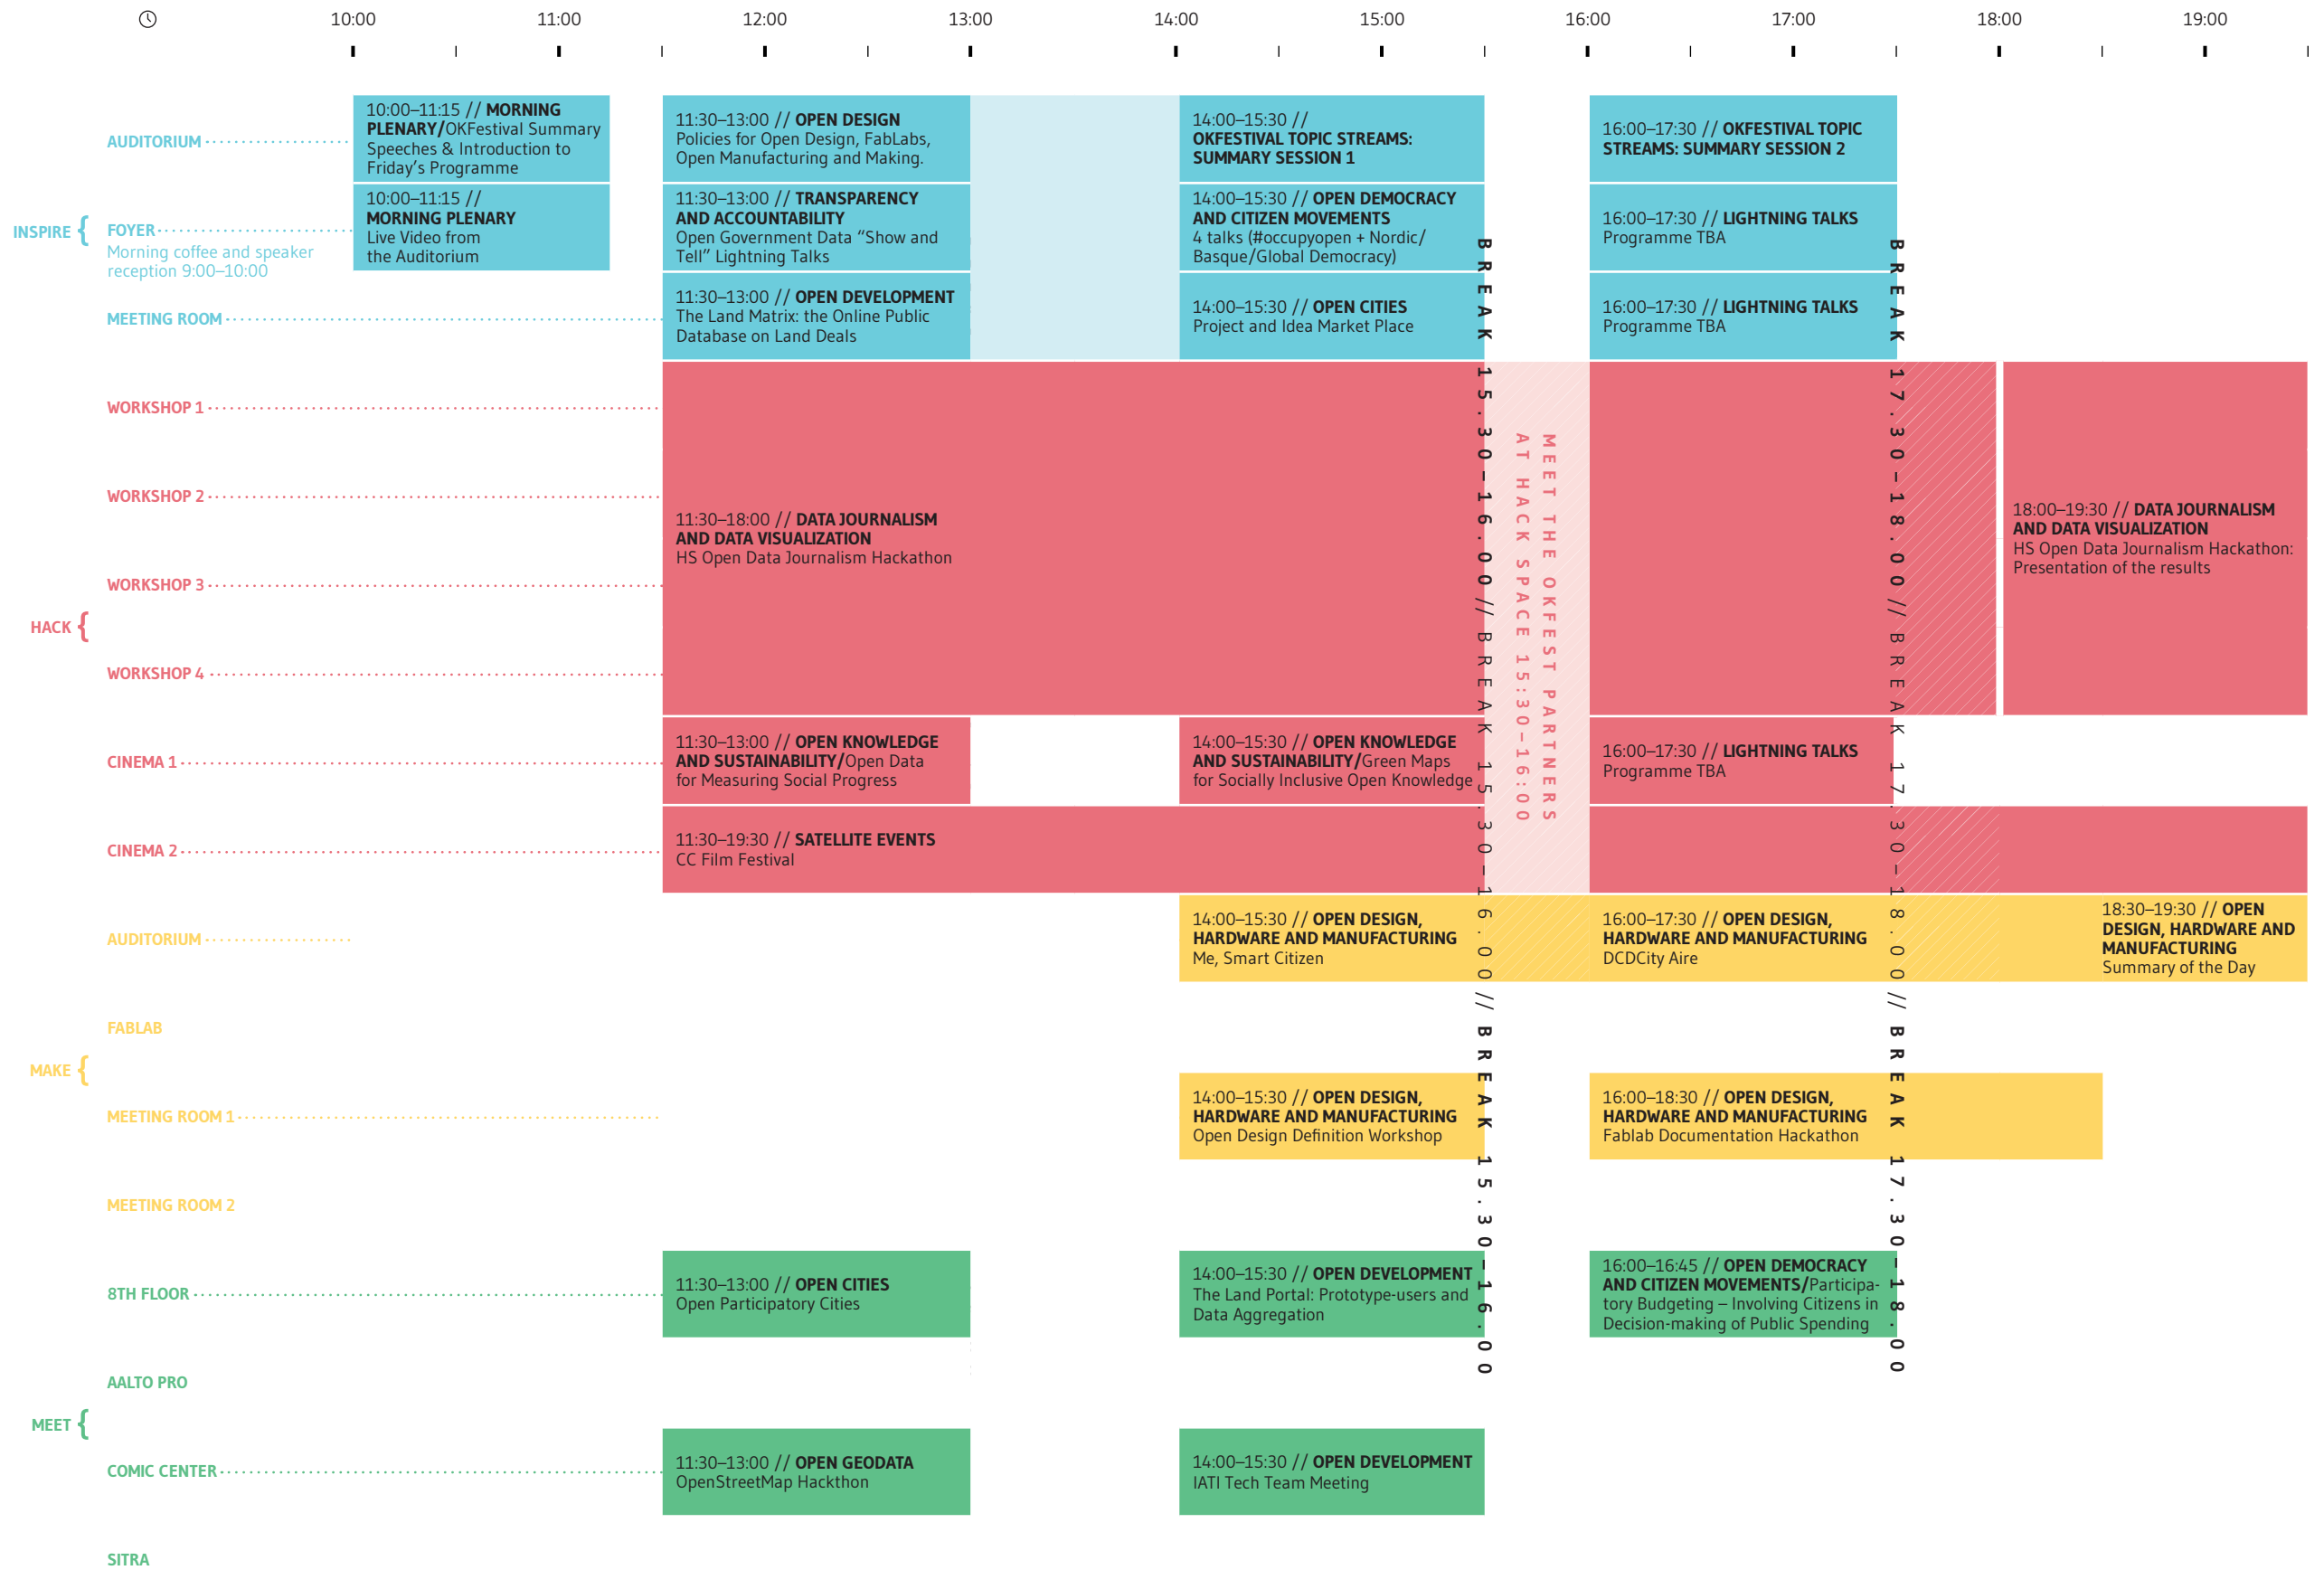 10:00 11:00 12:00 13:00 14:00 15:00 16:00 17:00 18:00 19:00
INSPIRE {
AUDITORIUM
10:00–11:15 // MORNING
PLENARY/OKFestival Summary
Speeches & Introduction to
Friday’s Programme
11:30–13:00 // OPEN DESIGN
Policies for Open Design, FabLabs,
Open Manufacturing and Making.
14:00–15:30 //
OKFESTIVAL TOPIC STREAMS:
SUMMARY SESSION 1
16:00–17:30 // OKFESTIVAL TOPIC
STREAMS: SUMMARY SESSION 2
FOYER
Morning coffee and speaker
reception 9:00–10:00
10:00–11:15 //
MORNING PLENARY
Live Video from
the Auditorium
11:30–13:00 // TRANSPARENCY
AND ACCOUNTABILITY
Open Government Data “Show and
Tell” Lightning Talks
14:00–15:30 // OPEN DEMOCRACY
AND CITIZEN MOVEMENTS
4 talks (#occupyopen + Nordic/
Basque/Global Democracy)
16:00–17:30 // LIGHTNING TALKS
Programme TBA
MEETING ROOM
11:30–13:00 // OPEN DEVELOPMENT
The Land Matrix: the Online Public
Database on Land Deals
14:00–15:30 // OPEN CITIES
Project and Idea Market Place
16:00–17:30 // LIGHTNING TALKS
Programme TBA
HACK {
WORKSHOP 1
WORKSHOP 2
WORKSHOP 3
WORKSHOP 4
11:30–18:00 // DATA JOURNALISM
AND DATA VISUALIZATION
HS Open Data Journalism Hackathon
18:00–19:30 // DATA JOURNALISM
AND DATA VISUALIZATION
HS Open Data Journalism Hackathon:
Presentation of the results
CINEMA 1
11:30–13:00 // OPEN KNOWLEDGE
AND SUSTAINABILITY/Open Data
for Measuring Social Progress
14:00–15:30 // OPEN KNOWLEDGE
AND SUSTAINABILITY/Green Maps
for Socially Inclusive Open Knowledge
16:00–17:30 // LIGHTNING TALKS
Programme TBA
CINEMA 2
11:30–19:30 // SATELLITE EVENTS
CC Film Festival
MAKE {
AUDITORIUM
14:00–15:30 // OPEN DESIGN,
HARDWARE AND MANUFACTURING
Me, Smart Citizen
16:00–17:30 // OPEN DESIGN,
HARDWARE AND MANUFACTURING
DCDCity Aire
18:30–19:30 // OPEN
DESIGN, HARDWARE AND
MANUFACTURING
Summary of the Day
FABLAB
MEETING ROOM 1
14:00–15:30 // OPEN DESIGN,
HARDWARE AND MANUFACTURING
Open Design Definition Workshop
16:00–18:30 // OPEN DESIGN,
HARDWARE AND MANUFACTURING
Fablab Documentation Hackathon
MEETING ROOM 2
MEET {
8TH FLOOR
11:30–13:00 // OPEN CITIES
Open Participatory Cities
14:00–15:30 // OPEN DEVELOPMENT
The Land Portal: Prototype-users and
Data Aggregation
16:00–16:45 // OPEN DEMOCRACY
AND CITIZEN MOVEMENTS/Participa-
tory Budgeting – Involving Citizens in
Decision-making of Public Spending
AALTO PRO
COMIC CENTER
11:30–13:00 // OPEN GEODATA
OpenStreetMap Hackthon
14:00–15:30 // OPEN DEVELOPMENT
IATI Tech Team Meeting
SITRA
BREAK 15.30–16.00// BREAK 15.30–16.00// BREAK 15.30–16.00
MEET THE OKFEST PARTNERS
AT HACK SPACE 15:30–16:00
BREAK 17.30–18.00// BREAK 17.30–18.00// BREAK 17.30–18.00